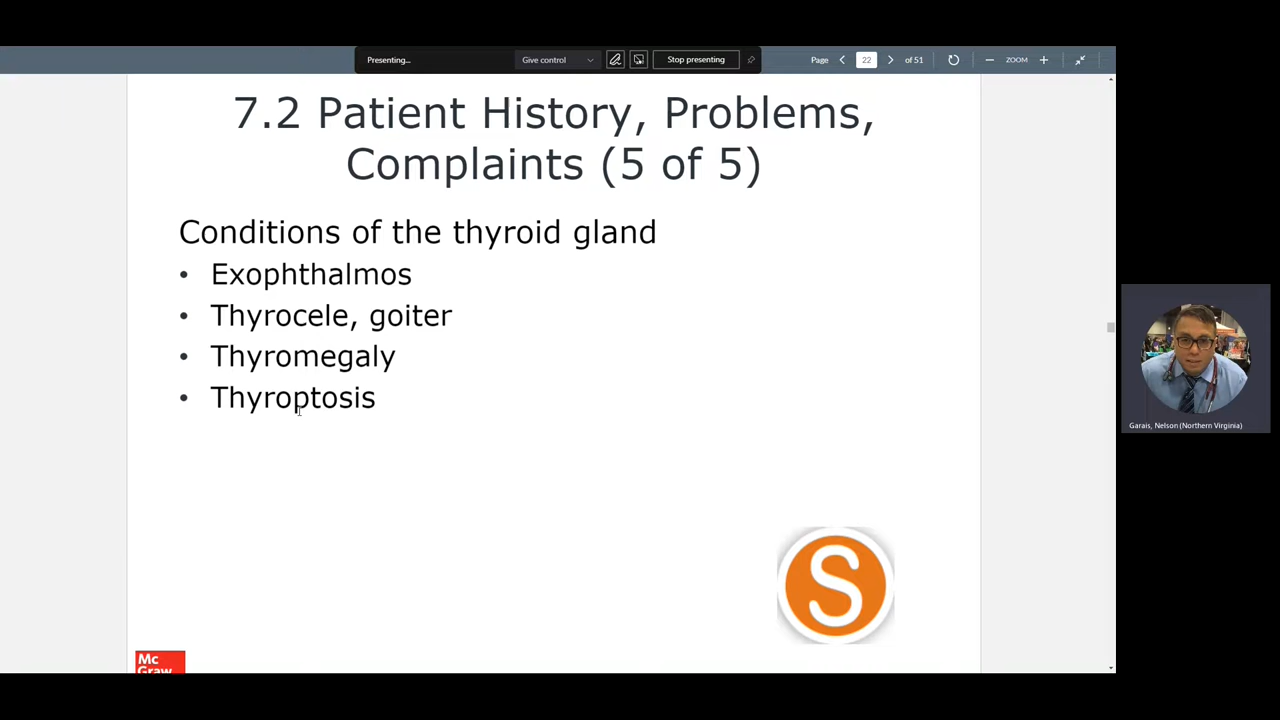 Presenting...
Give control
Stop presenting
Page
22
of 51
ZOOM
7.2 Patient History, Problems,
Complaints (5 of 5)
Conditions of the thyroid gland
• Exophthalmos
• Thyrocele, goiter
• Thyromegaly
• Thyroptosis
S
Mc
Graw
Garais, Nelson (Northern Virginia)